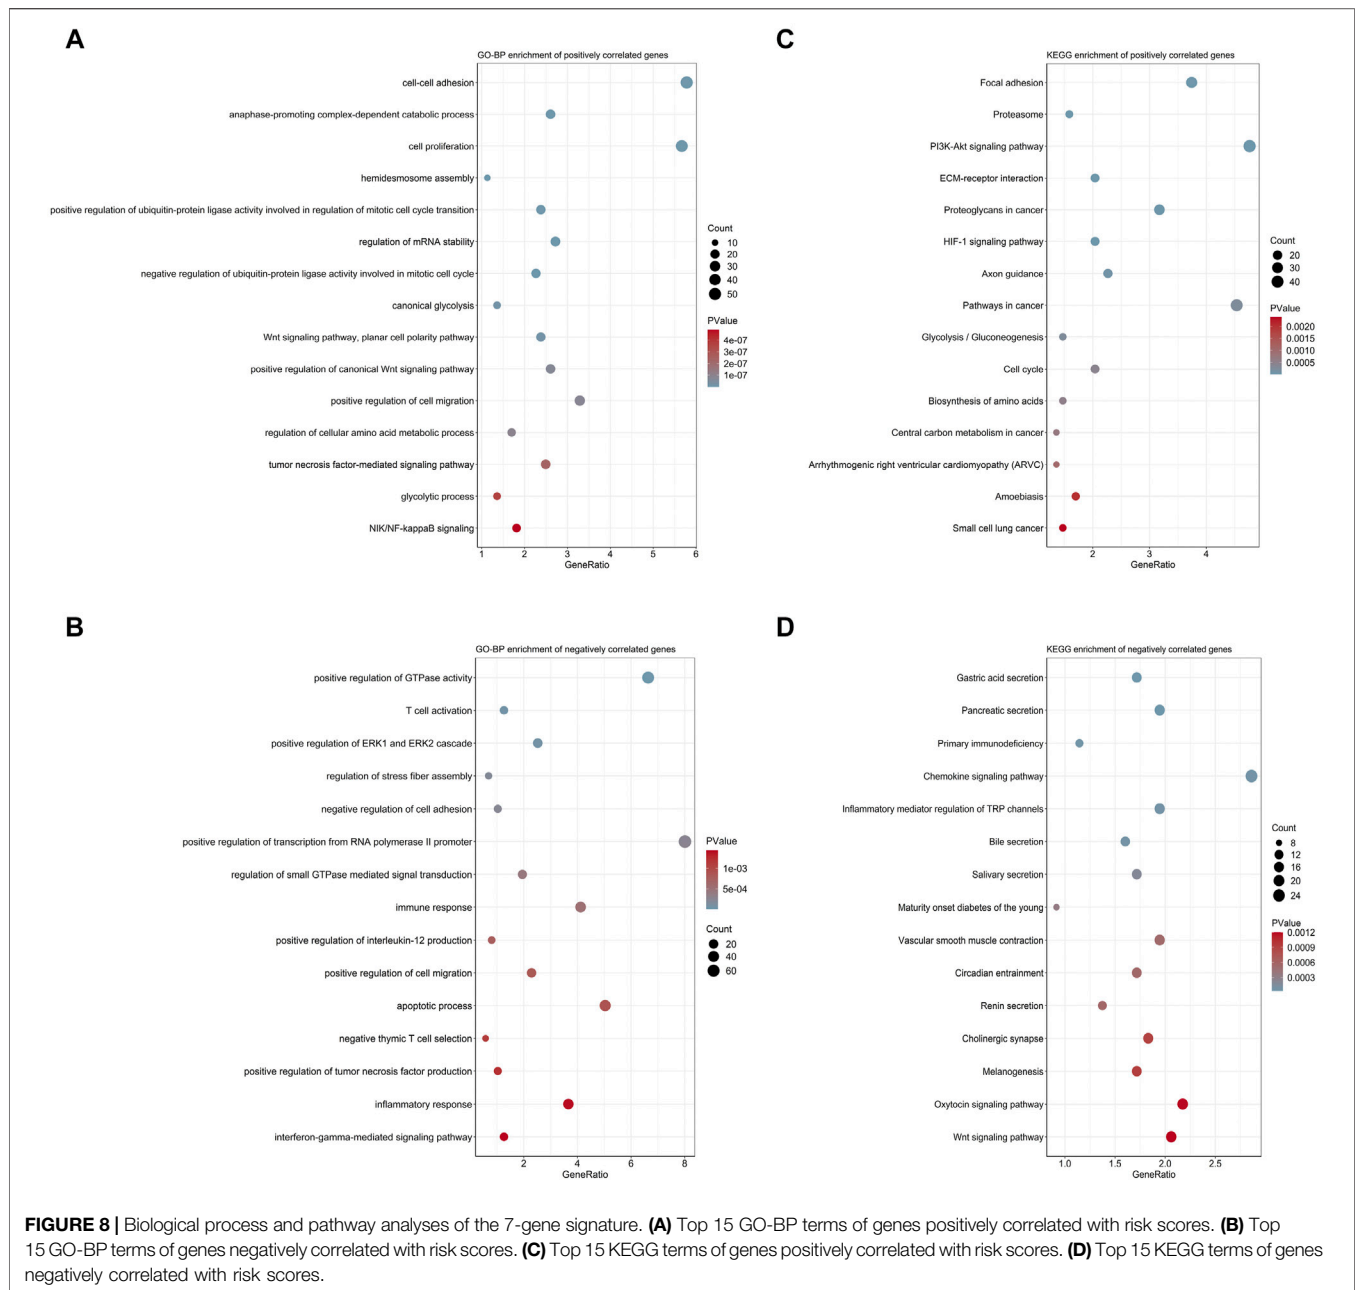 A
GO-BP enrichment of positively correlated genes
cell-cell adhesion
anaphase-promoting complex-dependent catabolic process
cell proliferation
hemidesmosome assembly
positive regulation of ubiquitin-protein ligase activity involved in regulation of mitotic cell cycle transition
regulation of mRNA stability
negative regulation of ubiquitin-protein ligase activity involved in mitotic cell cycle
canonical glycolysis
Wnt signaling pathway, planar cell polarity pathway
positive regulation of canonical Wnt signaling pathway
positive regulation of cell migration
regulation of cellular amino acid metabolic process
tumor necrosis factor-mediated signaling pathway
glycolytic process
NIK/NF-kappaB signaling
1 2 3 4 5 6
GeneRatio
Count
10
20
30
40
50
PValue
4e-07
3e-07
2e-07
1e-07
C
KEGG enrichment of positively correlated genes
Focal adhesion
Proteasome
PI3K-Akt signaling pathway
ECM-receptor interaction
Proteoglycans in cancer
HIF-1 signaling pathway
Axon guidance
Pathways in cancer
Glycolysis / Gluconeogenesis
Cell cycle
Biosynthesis of amino acids
Central carbon metabolism in cancer
Arrhythmogenic right ventricular cardiomyopathy (ARVC)
Amoebiasis
Small cell lung cancer
2 3 4
GeneRatio
Count
20
30
40
PValue
0.0020
0.0015
0.0010
0.0005
B
GO-BP enrichment of negatively correlated genes
positive regulation of GTPase activity
T cell activation
positive regulation of ERK1 and ERK2 cascade
regulation of stress fiber assembly
negative regulation of cell adhesion
positive regulation of transcription from RNA polymerase II promoter
regulation of small GTPase mediated signal transduction
immune response
positive regulation of interleukin-12 production
positive regulation of cell migration
apoptotic process
negative thymic T cell selection
positive regulation of tumor necrosis factor production
inflammatory response
interferon-gamma-mediated signaling pathway
2 4 6 8
GeneRatio
PValue
1e-03
5e-04
Count
20
40
60
D
KEGG enrichment of negatively correlated genes
Gastric acid secretion
Pancreatic secretion
Primary immunodeficiency
Chemokine signaling pathway
Inflammatory mediator regulation of TRP channels
Bile secretion
Salivary secretion
Maturity onset diabetes of the young
Vascular smooth muscle contraction
Circadian entrainment
Renin secretion
Cholinergic synapse
Melanogenesis
Oxytocin signaling pathway
Wnt signaling pathway
1.0 1.5 2.0 2.5
GeneRatio
Count
8
12
16
20
24
PValue
0.0012
0.0009
0.0006
0.0003
FIGURE 8 | Biological process and pathway analyses of the 7-gene signature. (A) Top 15 GO-BP terms of genes positively correlated with risk scores. (B) Top
15 GO-BP terms of genes negatively correlated with risk scores. (C) Top 15 KEGG terms of genes positively correlated with risk scores. (D) Top 15 KEGG terms of genes
negatively correlated with risk scores.